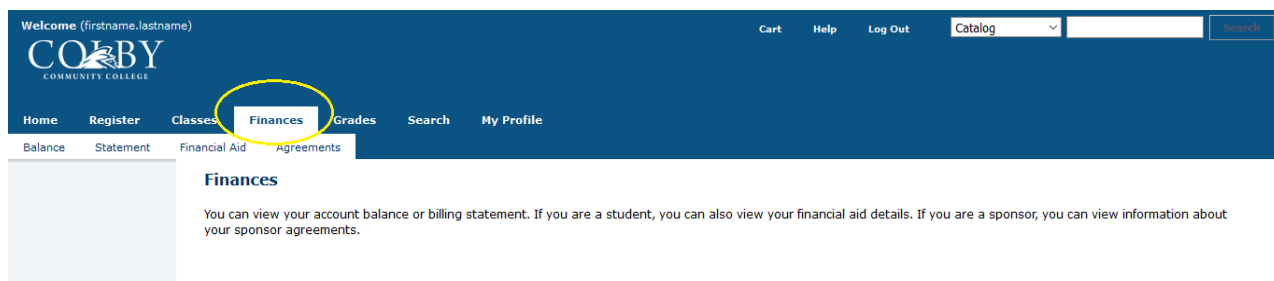 Welcome (firstname.lastname)
Cart Help Log Out Catalog Search
COLBY
COMMUNITY COLLEGE
Home Register Classes Finances Grades Search My Profile
Balance Statement Financial Aid Agreements
Finances
You can view your account balance or billing statement. If you are a student, you can also view your financial aid details. If you are a sponsor, you can view information about
your sponsor agreements.